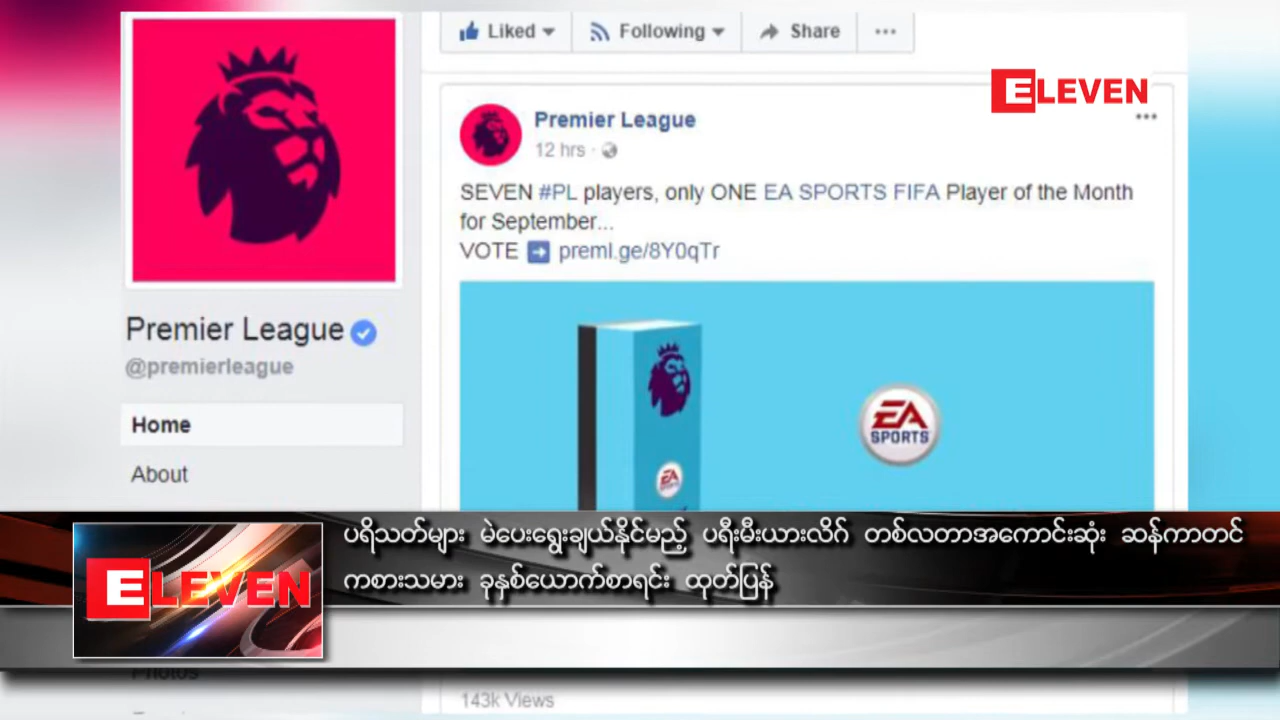 Liked
Following
Share
ELEVEN
Premier League
12 hrs
SEVEN #PL players, only ONE EA SPORTS FIFA Player of the Month
for September...
VOTE ➡ preml.ge/8Y0qTr
Premier League
@premierleague
Home
About
EA
SPORTS
EA
ပရိသတ်များ မဲပေးရွေးချယ်နိုင်မည့် ပရီးမီးယားလိဂ် တစ်လတာအကောင်းဆုံး ဆန်ကာတင်
ကစားသမား ခုနှစ်ယောက်စာရင်း ထုတ်ပြန်
ELEVEN
Photos
143k Views